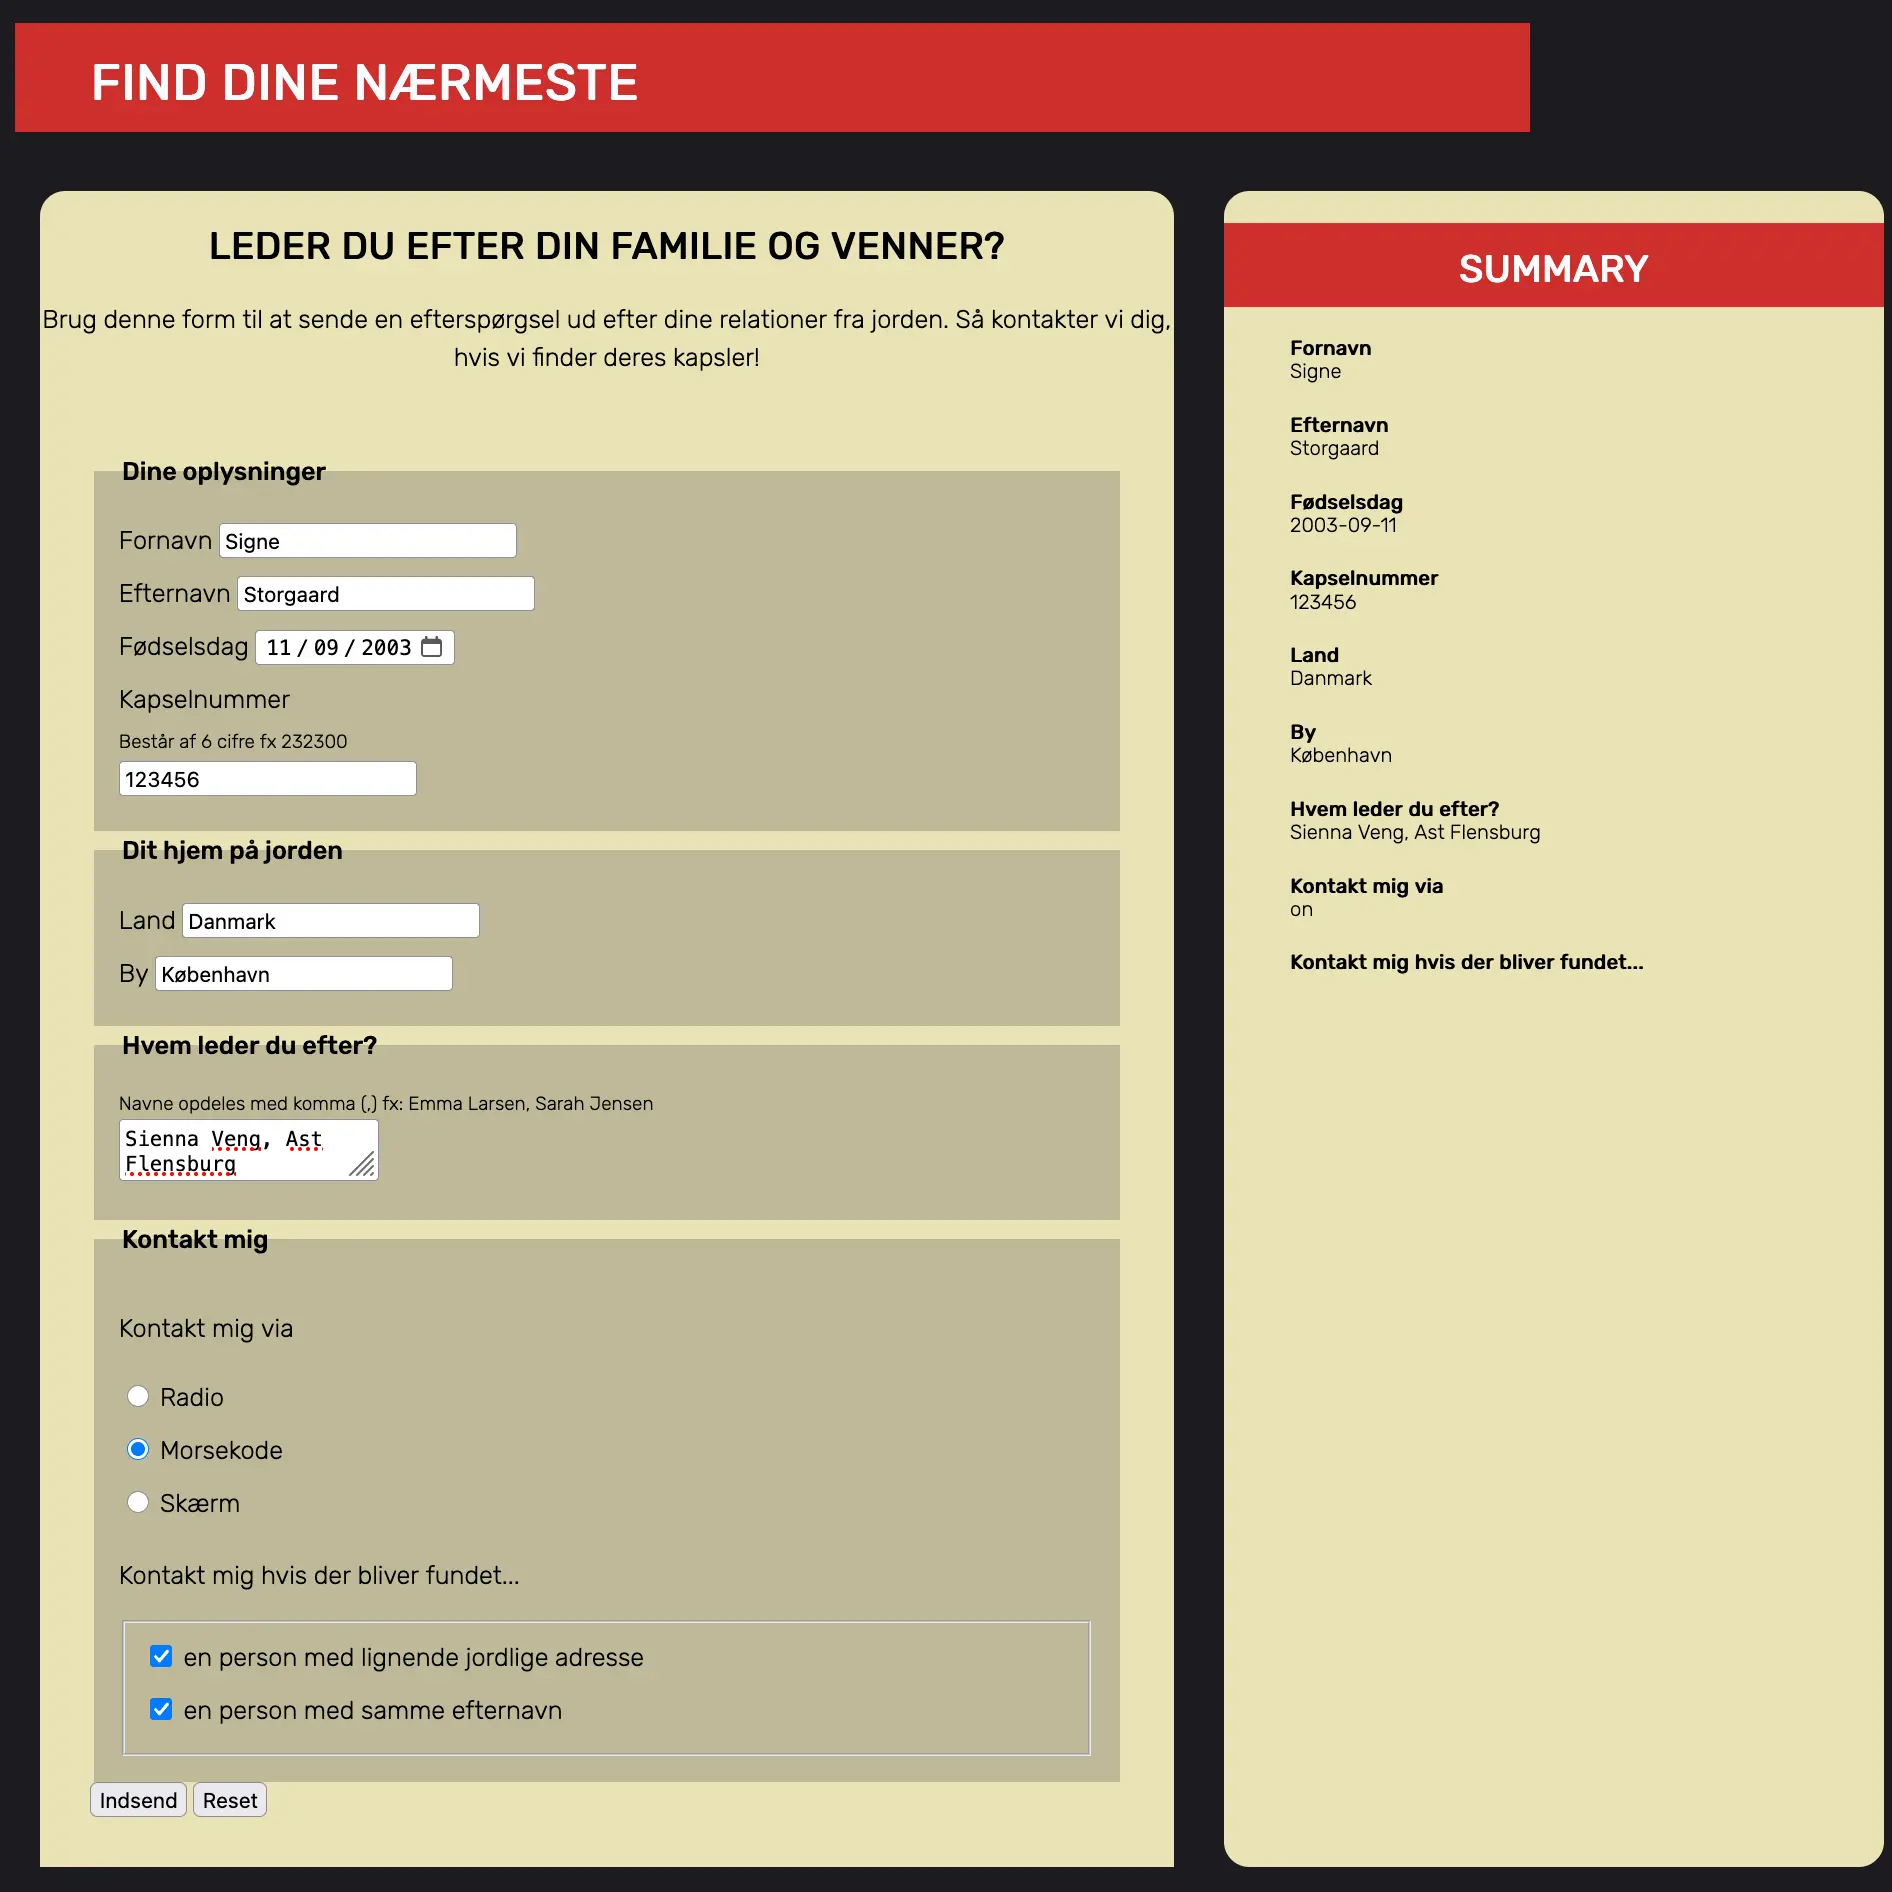 FIND DINE NÆRMESTE
LEDER DU EFTER DIN FAMILIE OG VENNER?
Brug denne form til at sende en efterspørgsel ud efter dine relationer fra jorden. Så kontakter vi dig,
hvis vi finder deres kapsler!
Dine oplysninger
Fornavn Signe
Efternavn Storgaard
Fødselsdag 11/09/2003
Kapselnummer
Består af 6 cifre fx 232300
123456
Dit hjem på jorden
Land Danmark
By København
Hvem leder du efter?
Navne opdeles med komma (,) fx: Emma Larsen, Sarah Jensen
Sienna Veng, Ast
Flensburg
Kontakt mig
Kontakt mig via
Radio
Morsekode
Skærm
Kontakt mig hvis der bliver fundet...
en person med lignende jordlige adresse
en person med samme efternavn
Indsend Reset
SUMMARY
Fornavn
Signe
Efternavn
Storgaard
Fødselsdag
2003-09-11
Kapselnummer
123456
Land
Danmark
By
København
Hvem leder du efter?
Sienna Veng, Ast Flensburg
Kontakt mig via
on
Kontakt mig hvis der bliver fundet...